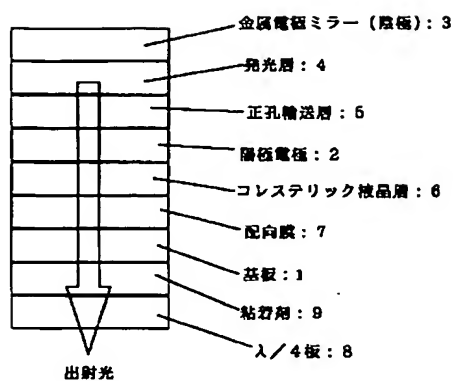 金属電極ミラー(陰極):3
発光層:4
正孔輸送層:5
陽極電極:2
コレステリック液晶層:6
配向膜:7
基板:1
粘着剤:9
λ/4板:8
出射光